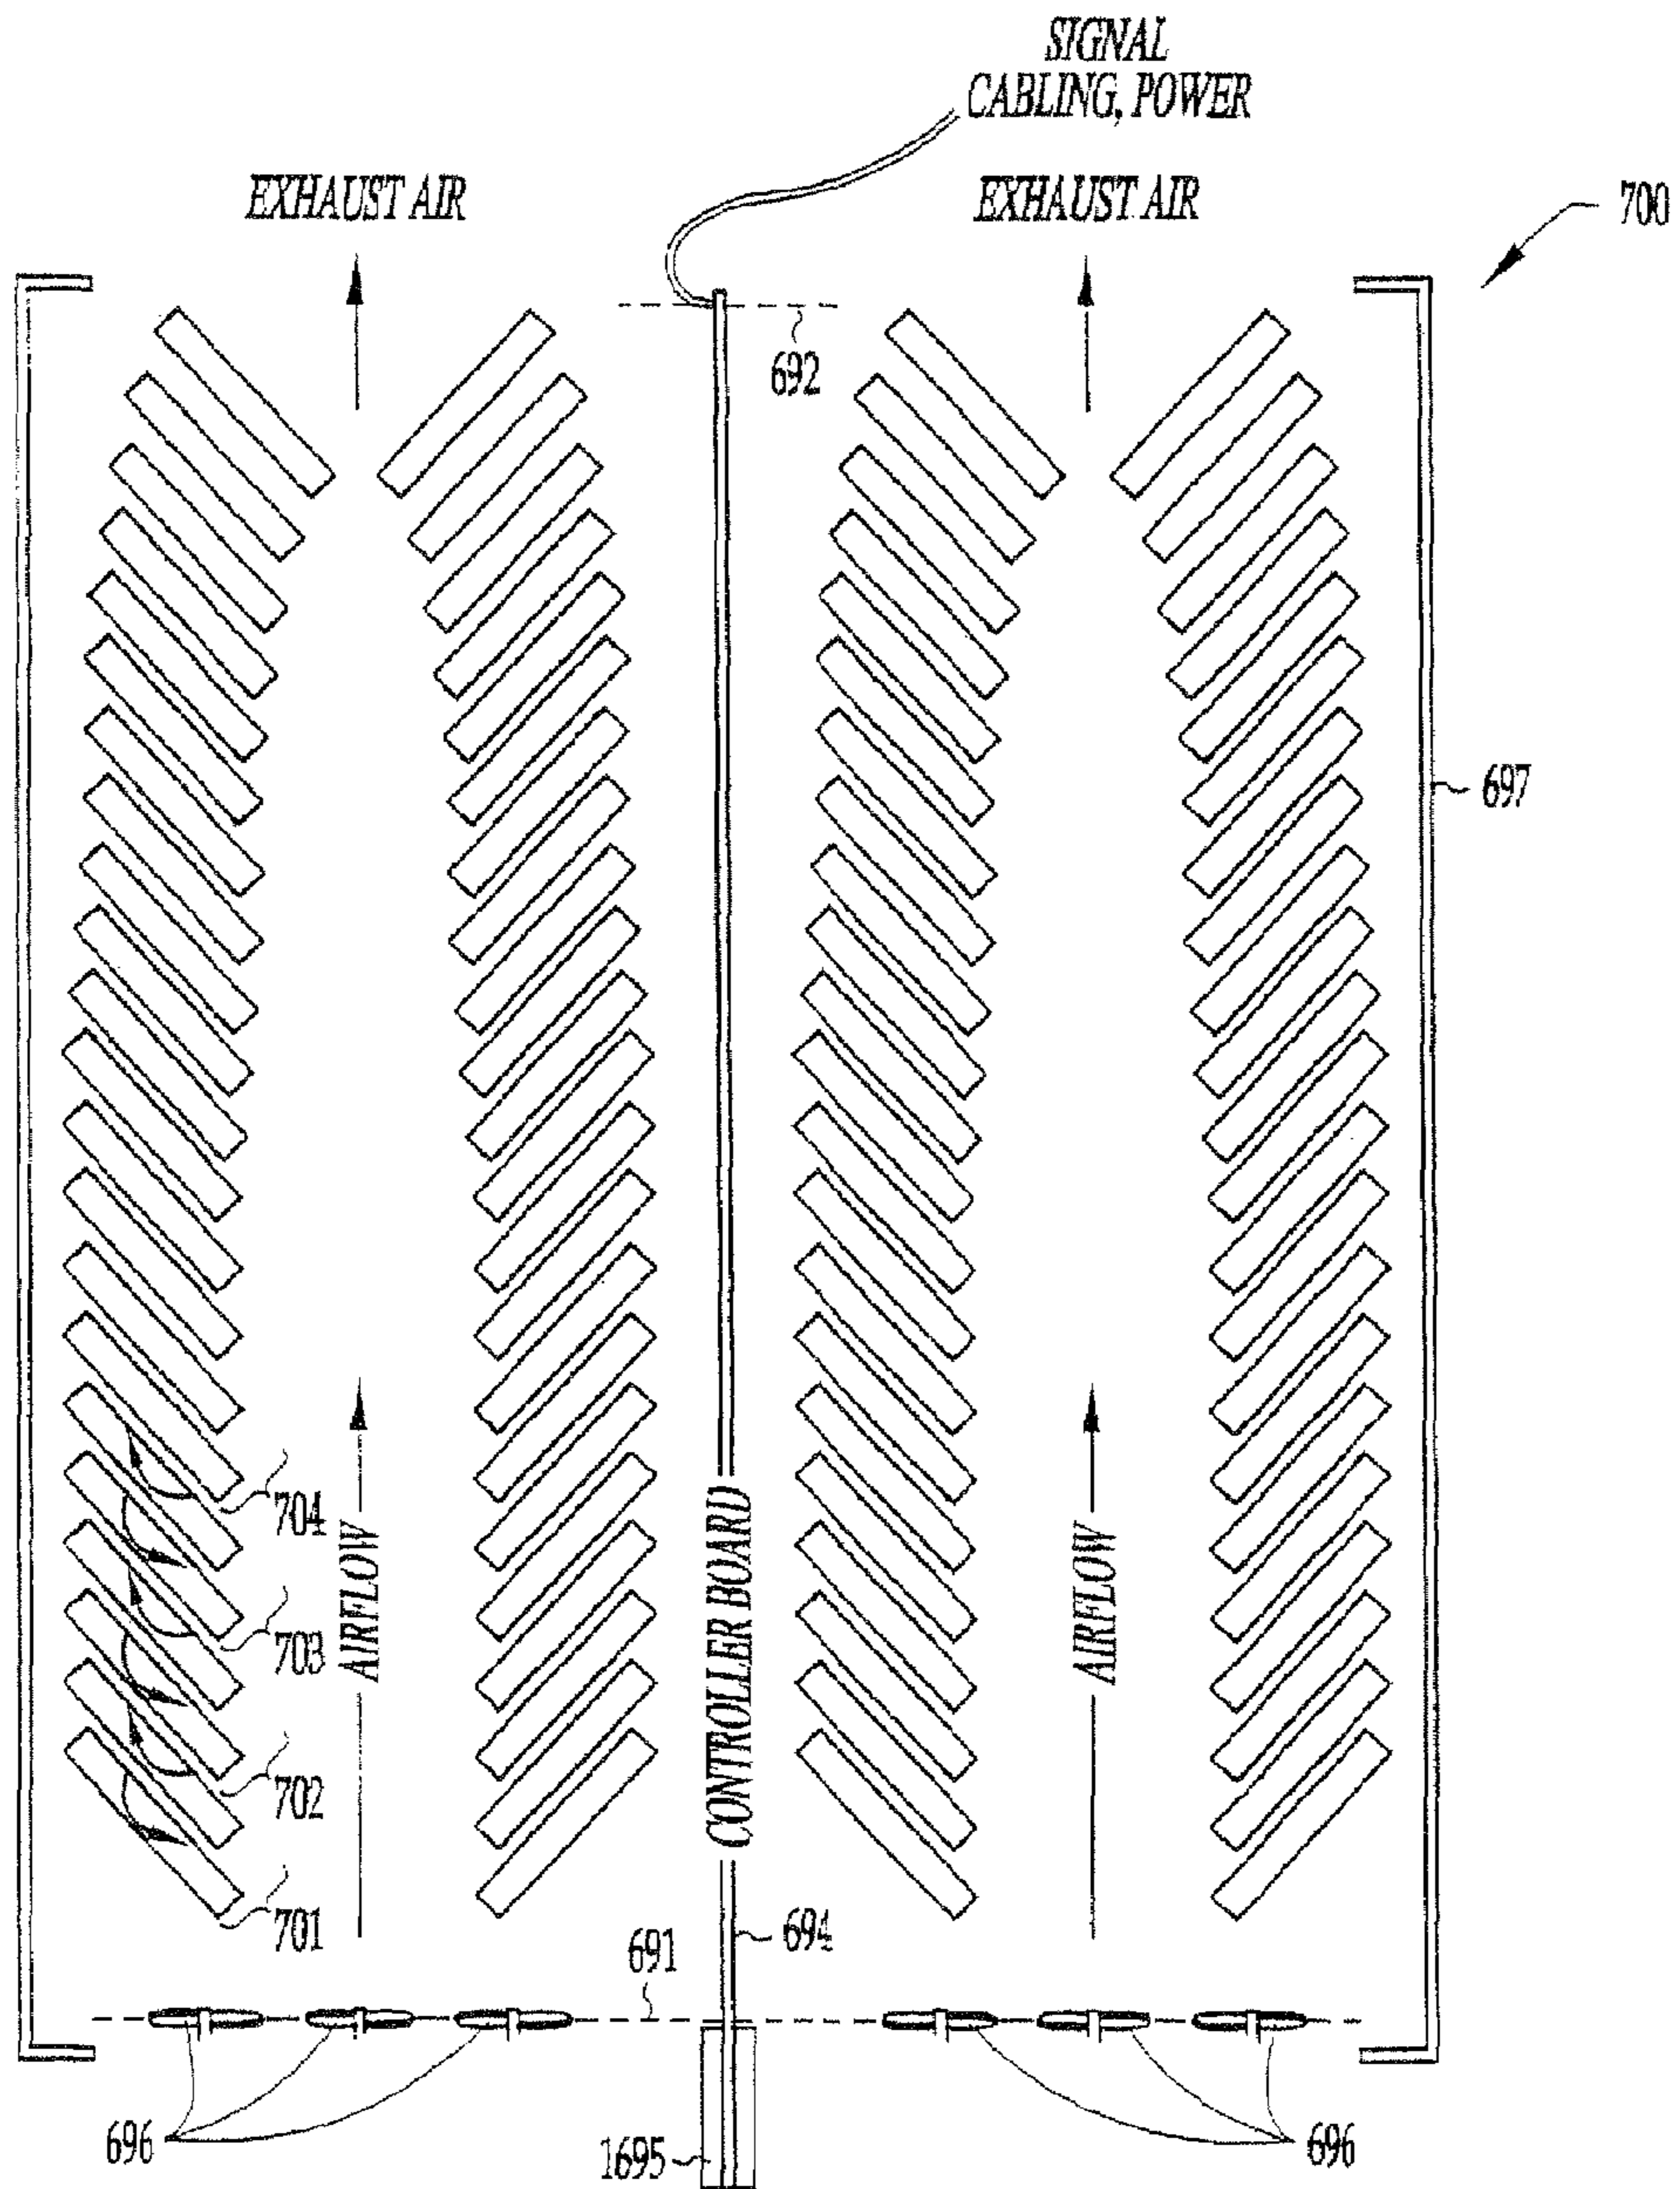 SIGNAL
CABLING, POWER
EXHAUST AIR
EXHAUST AIR
700
692
697
704
703
702
701
AIRFLOW
CONTROLLER BOARD
AIRFLOW
691
694
696
1695
696